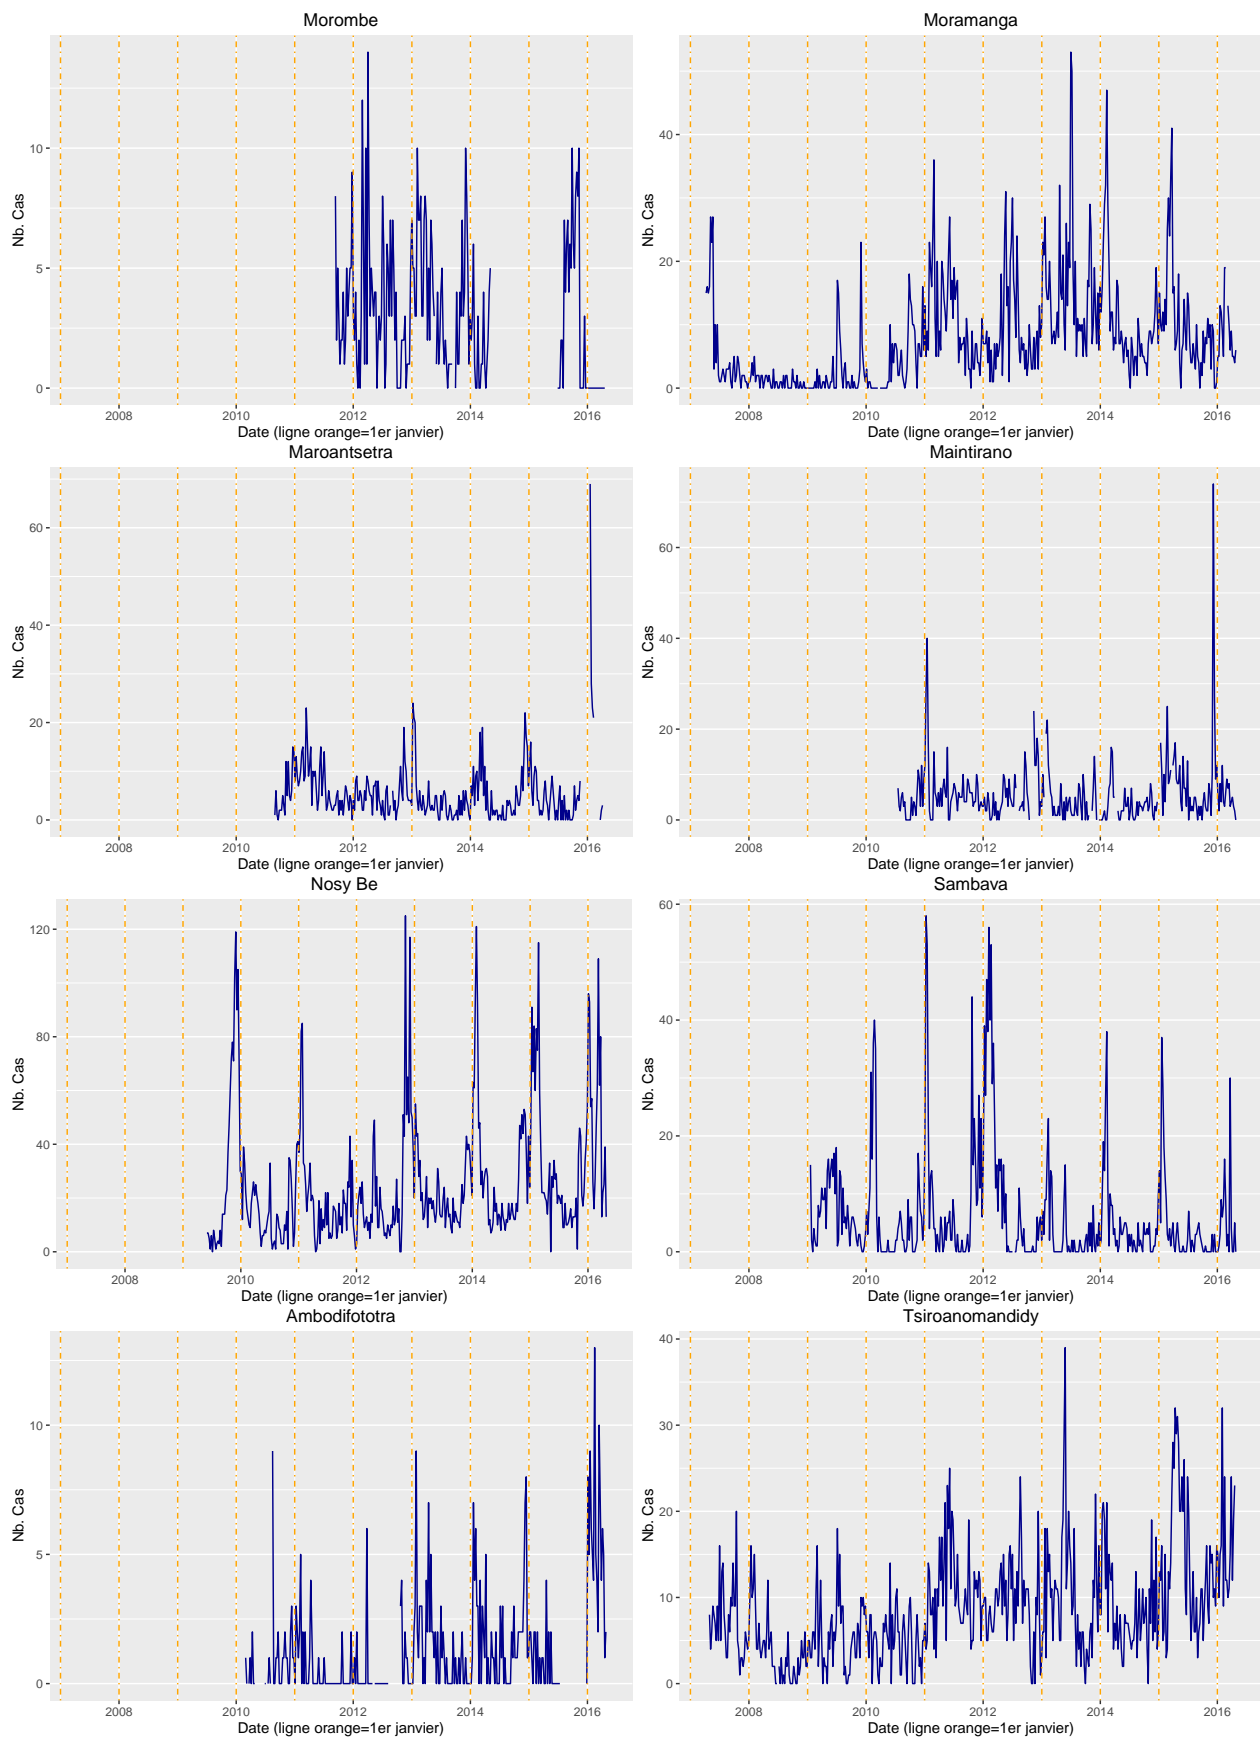 Morombe
Nb. Cas
10
5
0
2008 2010 2012 2014 2016
Date (ligne orange=1er janvier)
Moramanga
Nb. Cas
40
20
0
2008 2010 2012 2014 2016
Date (ligne orange=1er janvier)
Maroantsetra
Nb. Cas
60
40
20
0
2008 2010 2012 2014 2016
Date (ligne orange=1er janvier)
Maintirano
Nb. Cas
60
40
20
0
2008 2010 2012 2014 2016
Date (ligne orange=1er janvier)
Nosy Be
Nb. Cas
120
80
40
0
2008 2010 2012 2014 2016
Date (ligne orange=1er janvier)
Sambava
Nb. Cas
60
40
20
0
2008 2010 2012 2014 2016
Date (ligne orange=1er janvier)
Ambodifototra
Nb. Cas
10
5
0
2008 2010 2012 2014 2016
Date (ligne orange=1er janvier)
Tsiroanomandidy
Nb. Cas
40
30
20
10
0
2008 2010 2012 2014 2016
Date (ligne orange=1er janvier)